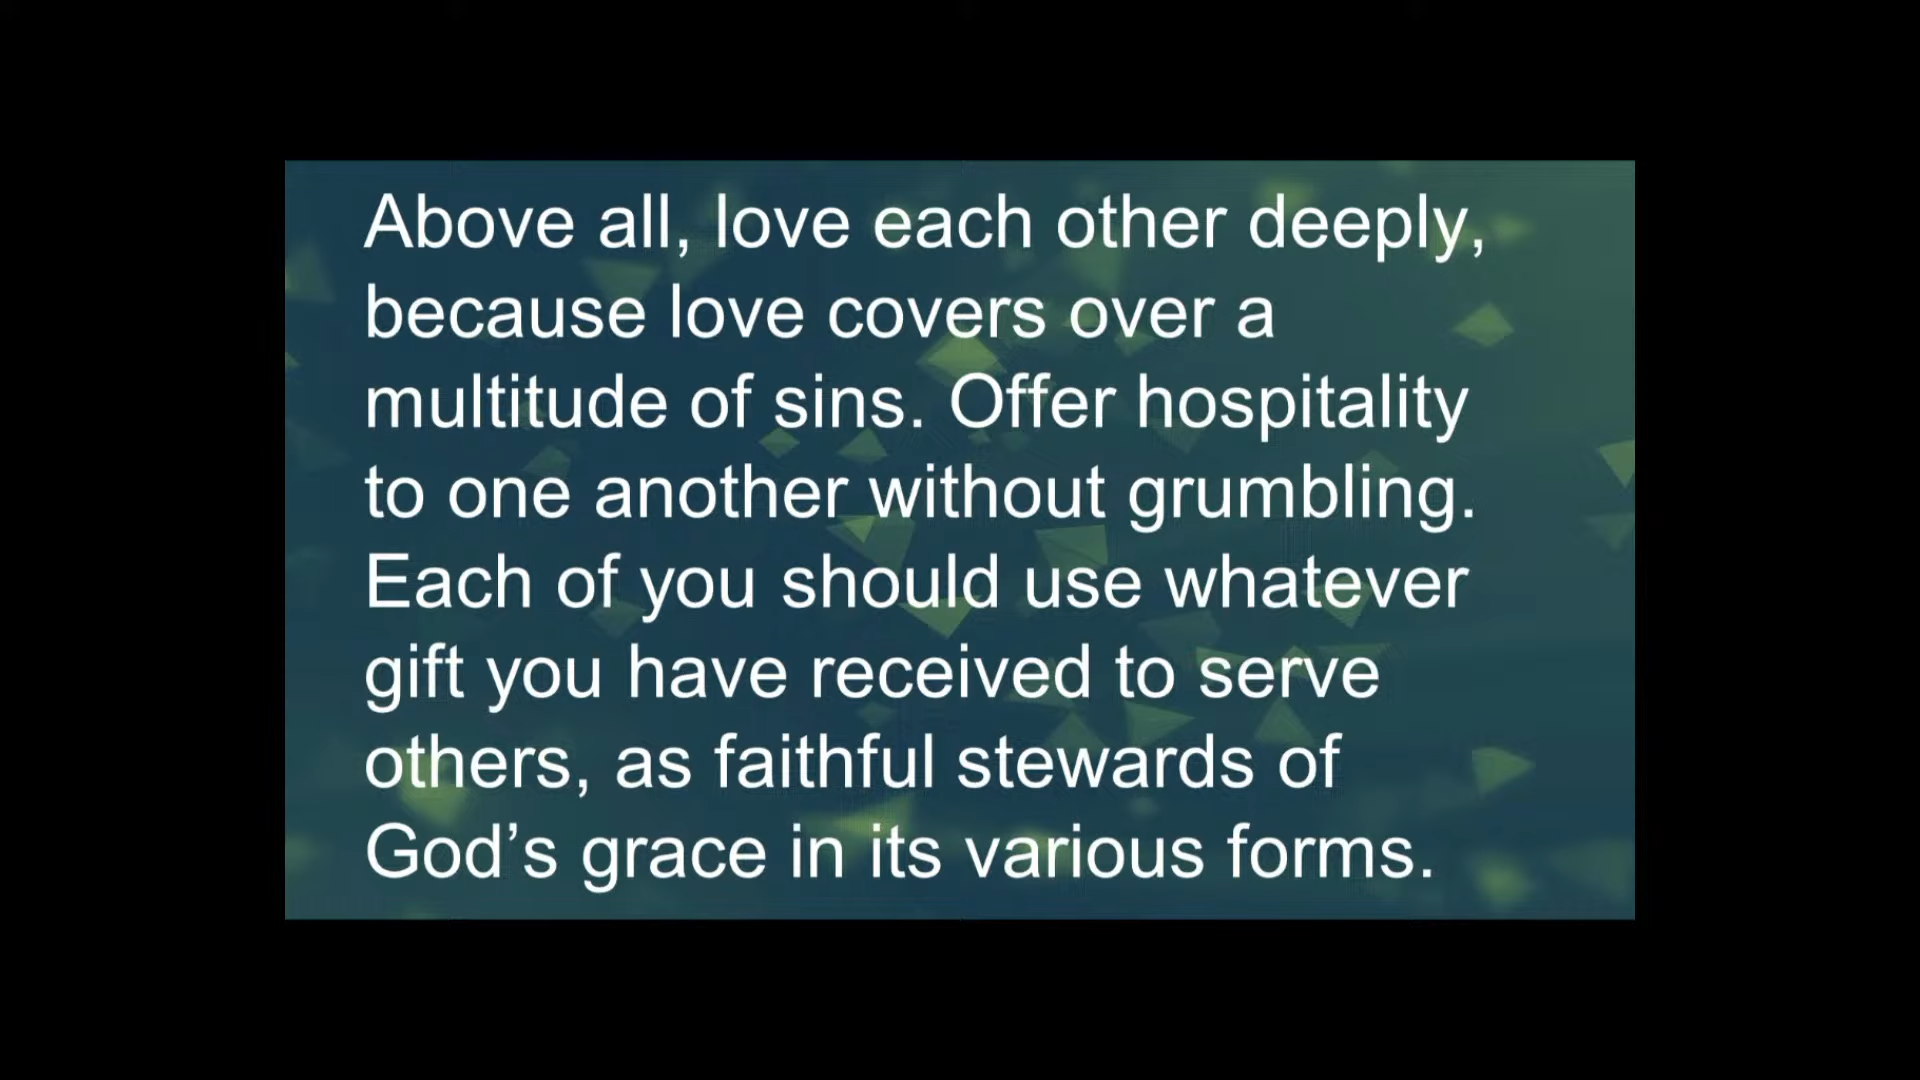 Above all, love each other deeply,
because love covers over a
multitude of sins. Offer hospitality
to one another without grumbling.
Each of you should use whatever
gift you have received to serve
others, as faithful stewards of
God’s grace in its various forms.